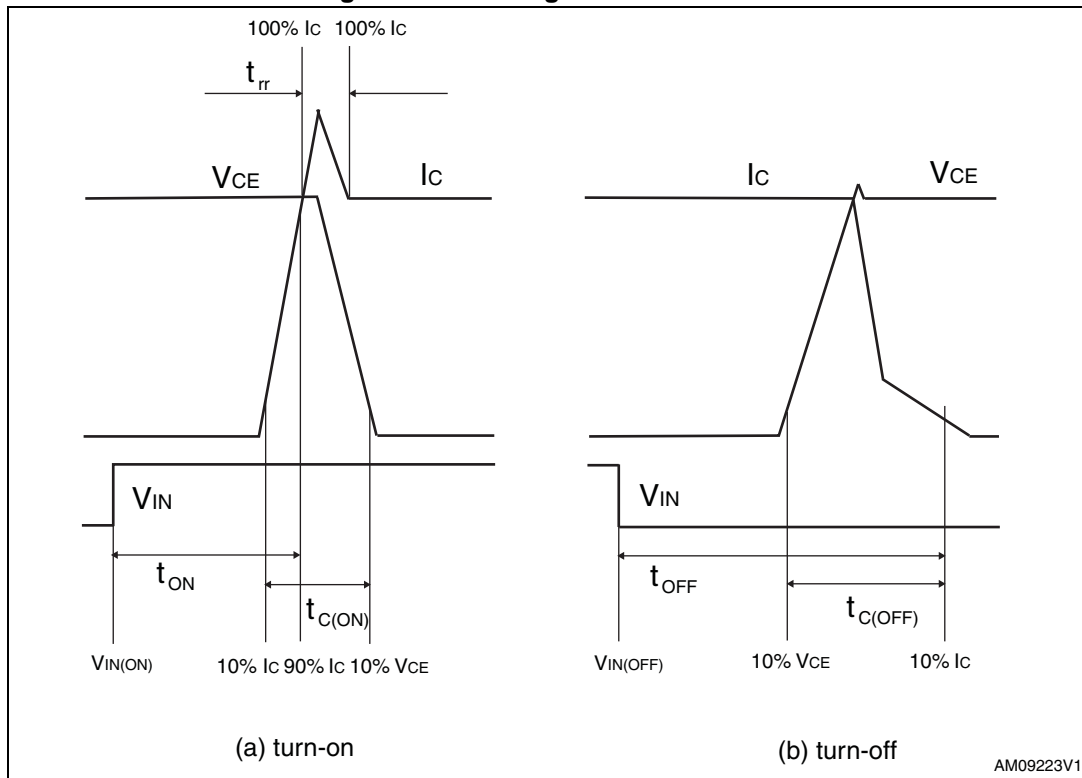 100% IC 100% IC
trr
VCE IC
IC VCE
VIN
VIN
tON
tC(ON)
tOFF
tC(OFF)
VIN(ON) 10% IC 90% IC 10% VCE
VIN(OFF) 10% VCE 10% IC
(a) turn-on
(b) turn-off
AM09223V1